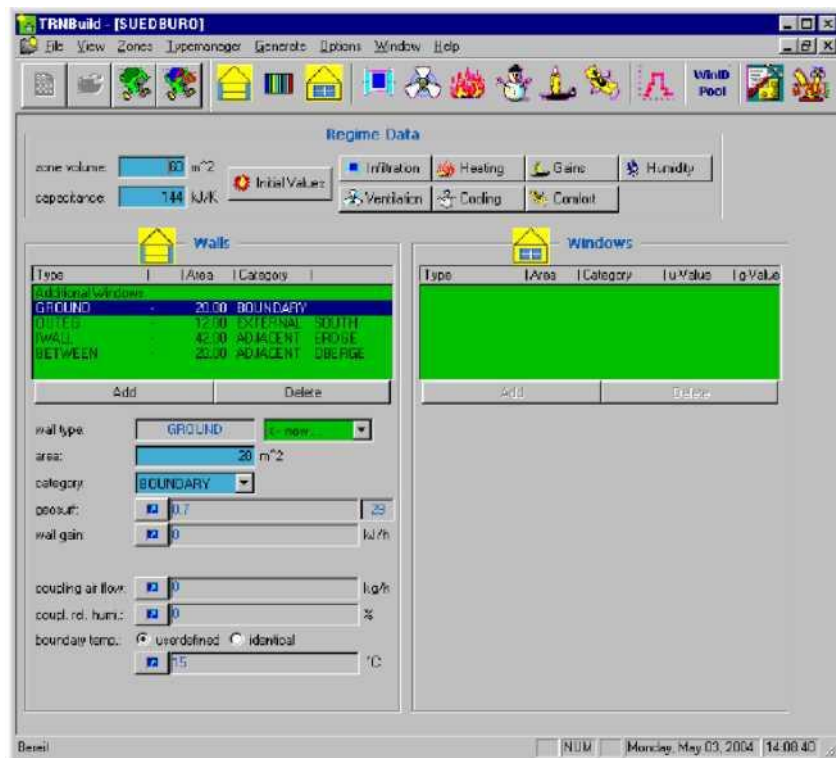 TRNBuild - [SUEDBURO]
File View Zones Typemanager Generate Options Window Help
WinID Pool
Regime Data
zone volume: 60 m^2
capacitance: 144 kJ/K
Initial Values
Infiltration Heating Gains Humidity
Ventilation Cooling Comfort
Walls
Type Area Category
Additional Windows
GROUND - 20.00 BOUNDARY
12.00 EXTERNAL SOUTH
IWALL - 42.00 ADJACENT
BETWEEN - 20.00 ADJACENT
Add Delete
wall type: GROUND <- new...
area: 20 m^2
category: BOUNDARY
geosurf: 0.7 29
wall gain: 0 kJ/h
coupling air flow: 0 kg/h
coupl. rel. humi.: 0 %
boundary temp.: userdefined identical
15 °C
Windows
Type Area Category u-Value g-Value
Add Delete
Bereit NUM Monday, May 03, 2004 14:08:40